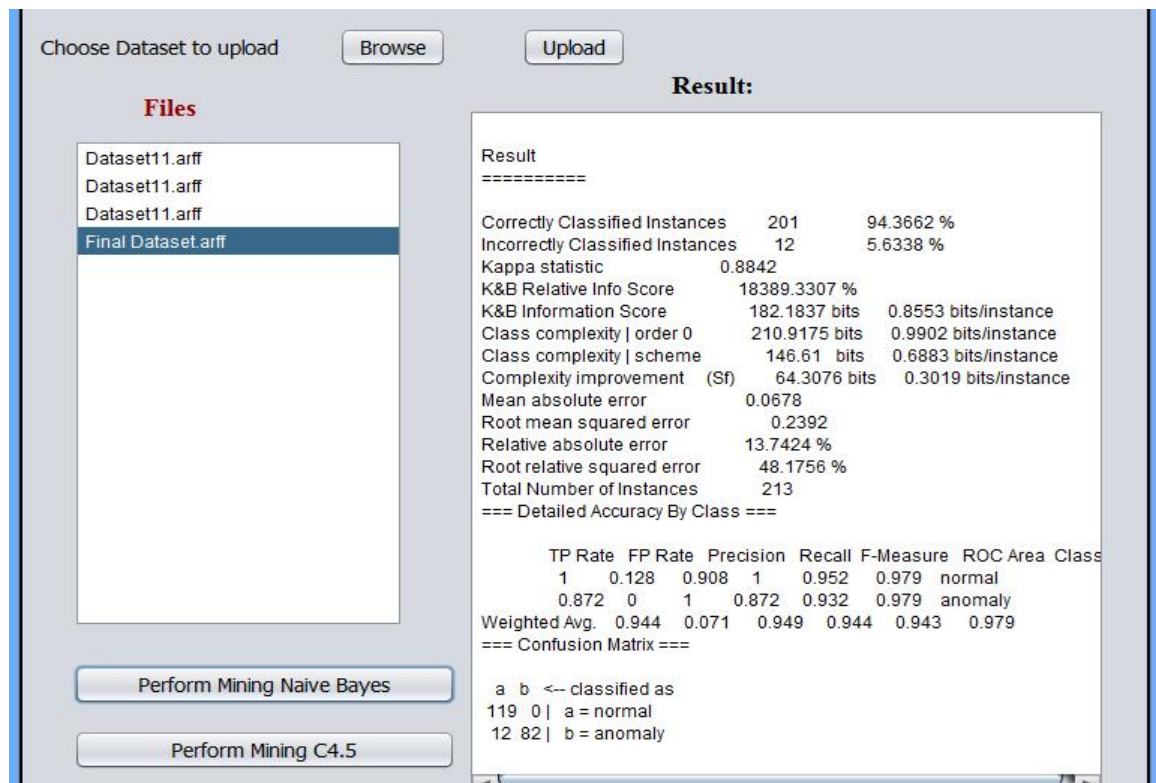 Choose Dataset to upload Browse Upload
Files
Dataset11.arff
Dataset11.arff
Dataset11.arff
Final Dataset.arff
Perform Mining Naive Bayes
Perform Mining C4.5
Result:
Result
==========
Correctly Classified Instances 201 94.3662 %
Incorrectly Classified Instances 12 5.6338 %
Kappa statistic 0.8842
K&B Relative Info Score 18389.3307 %
K&B Information Score 182.1837 bits 0.8553 bits/instance
Class complexity | order 0 210.9175 bits 0.9902 bits/instance
Class complexity | scheme 146.61 bits 0.6883 bits/instance
Complexity improvement (Sf) 64.3076 bits 0.3019 bits/instance
Mean absolute error 0.0678
Root mean squared error 0.2392
Relative absolute error 13.7424 %
Root relative squared error 48.1756 %
Total Number of Instances 213
=== Detailed Accuracy By Class ===
TP Rate FP Rate Precision Recall F-Measure ROC Area Class
1 0.128 0.908 1 0.952 0.979 normal
0.872 0 1 0.872 0.932 0.979 anomaly
Weighted Avg. 0.944 0.071 0.949 0.944 0.943 0.979
=== Confusion Matrix ===
a b <-- classified as
119 0 | a = normal
12 82 | b = anomaly